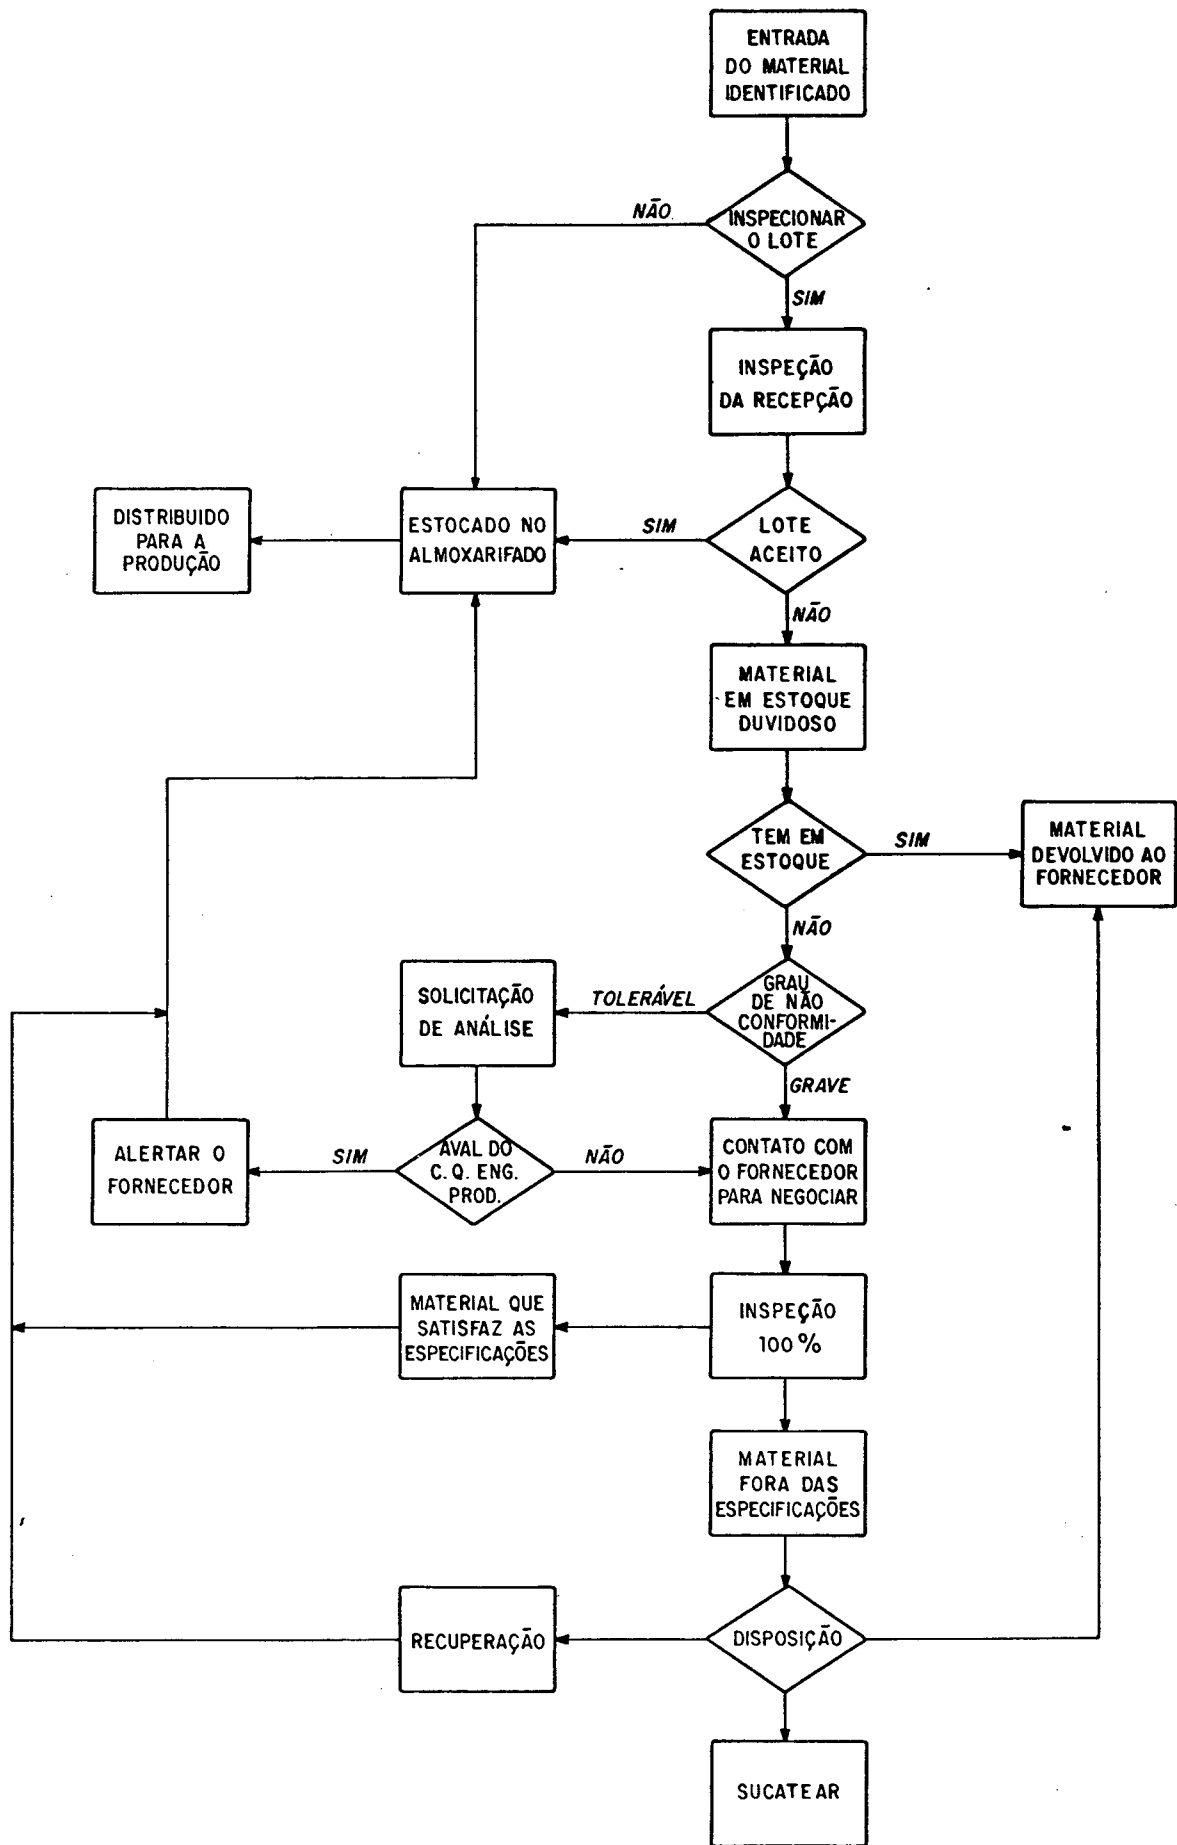 ENTRADA
DO MATERIAL
IDENTIFICADO
NÃO
INSPECIONAR
O LOTE
SIM
INSPEÇÃO
DA RECEPÇÃO
DISTRIBUIDO
PARA A
PRODUÇÃO
ESTOCADO NO
ALMOXARIFADO
SIM
LOTE
ACEITO
NÃO
MATERIAL
EM ESTOQUE
DUVIDOSO
TEM EM
ESTOQUE
SIM
MATERIAL
DEVOLVIDO AO
FORNECEDOR
NÃO
SOLICITAÇÃO
DE ANÁLISE
TOLERÁVEL
GRAU
DE NÃO
CONFORMI-
DADE
GRAVE
ALERTAR O
FORNECEDOR
SIM
AVAL DO
C. Q. ENG.
PROD.
NÃO
CONTATO COM
O FORNECEDOR
PARA NEGOCIAR
MATERIAL QUE
SATISFAZ AS
ESPECIFICAÇÕES
INSPEÇÃO
100 %
MATERIAL
FORA DAS
ESPECIFICAÇÕES
RECUPERAÇÃO
DISPOSIÇÃO
SUCATEAR